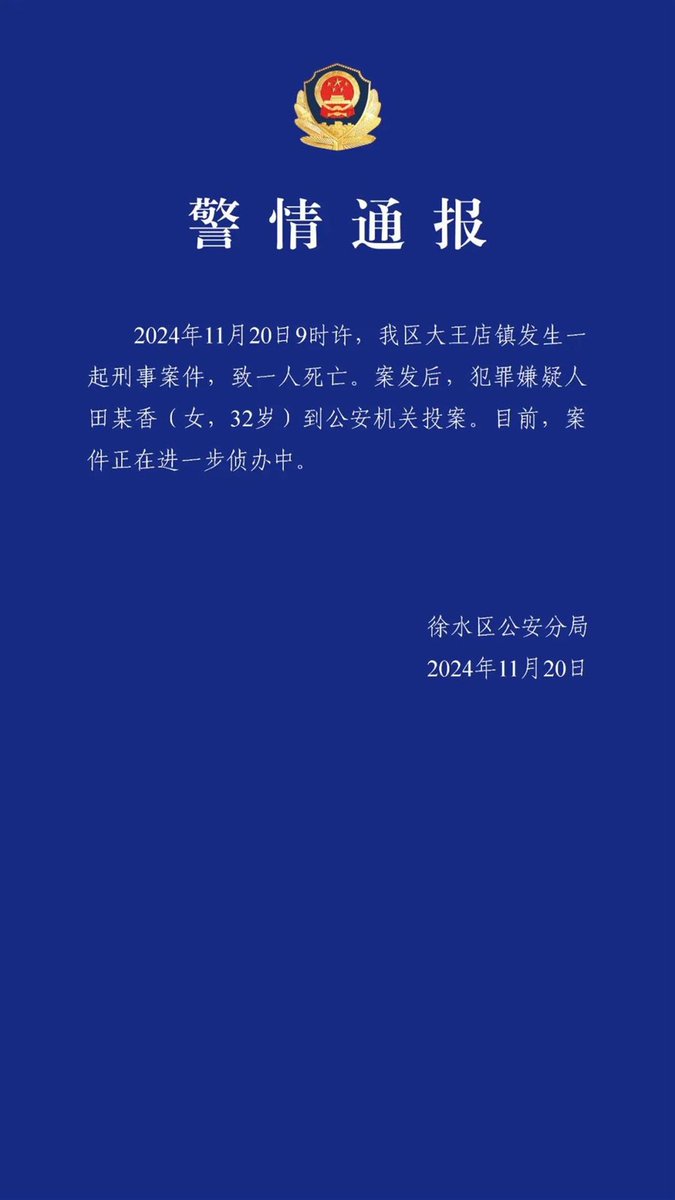 警情通报
2024年11月20日9时许，我区大王店镇发生一
起刑事案件，致一人死亡。案发后，犯罪嫌疑人
田某香（女，32岁）到公安机关投案。目前，案
件正在进一步侦办中。
徐水区公安分局
2024年11月20日